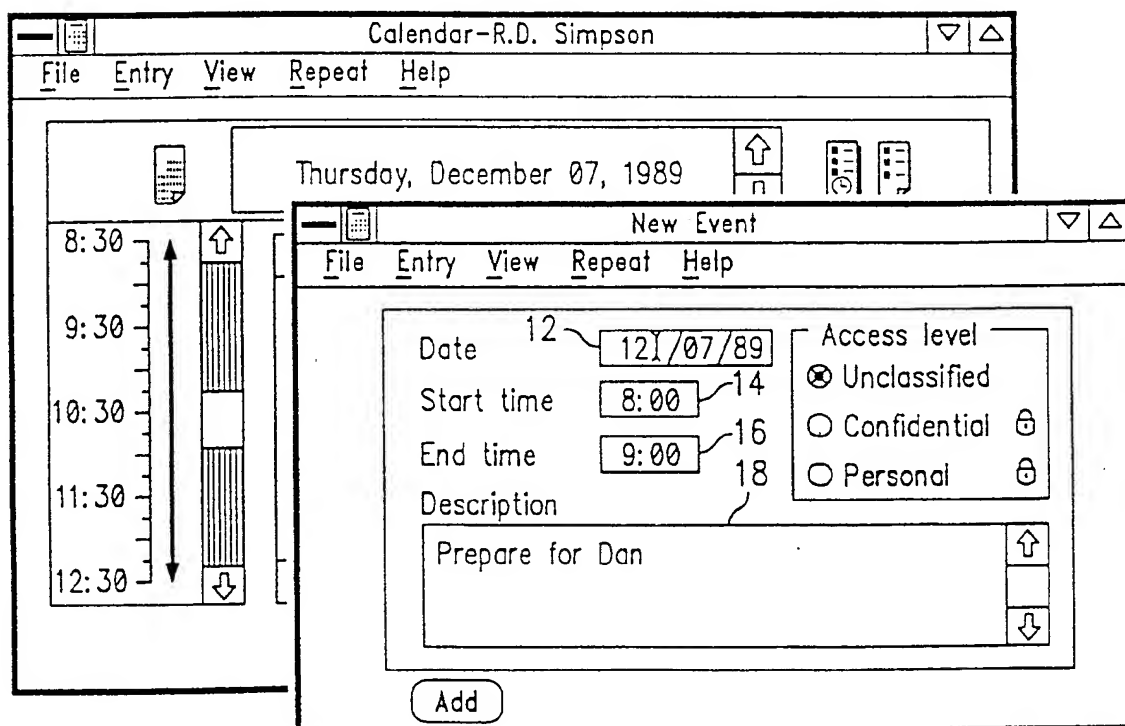 Calendar-R.D. Simpson
File Entry View Repeat Help
Thursday, December 07, 1989
8:30
9:30
10:30
11:30
12:30
New Event
File Entry View Repeat Help
Date 12 12/07/89
Start time 8:00 14
End time 9:00 16
Description 18
Prepare for Dan
Access level
Unclassified
Confidential
Personal
Add